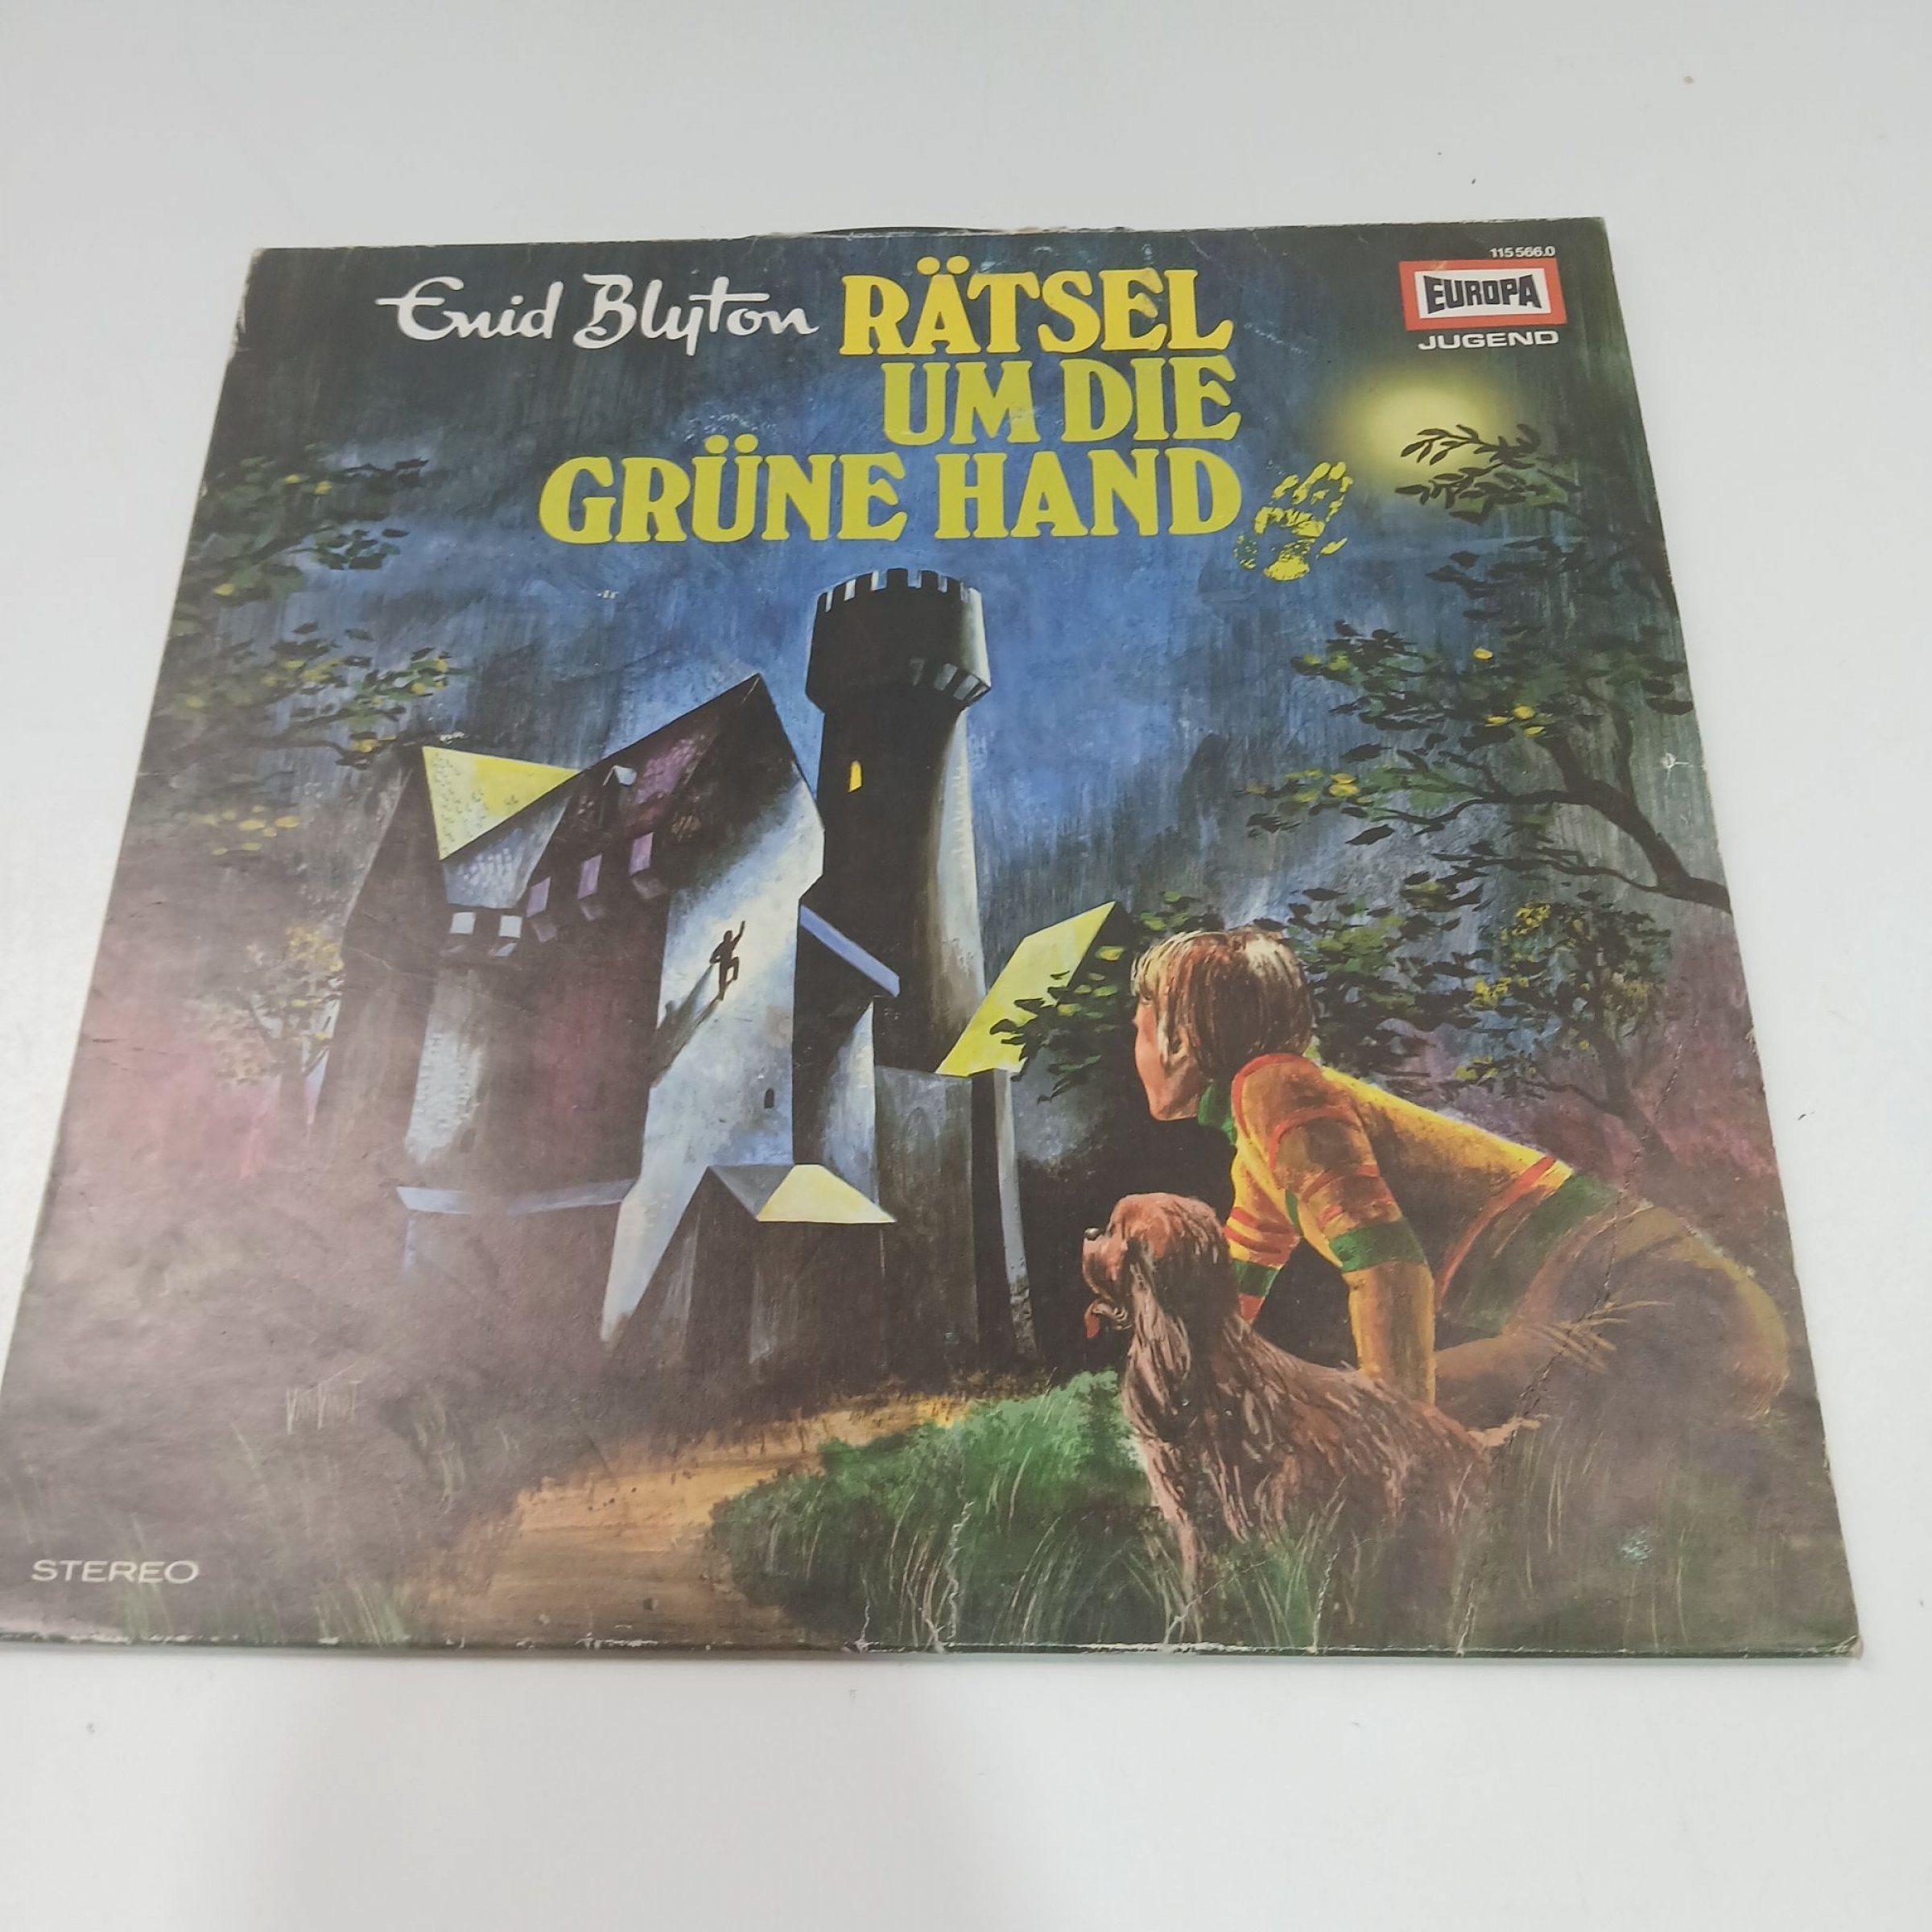 115 566.0
EUROPA
JUGEND
Enid Blyton
RÄTSEL
UM DIE
GRÜNE HAND
STEREO